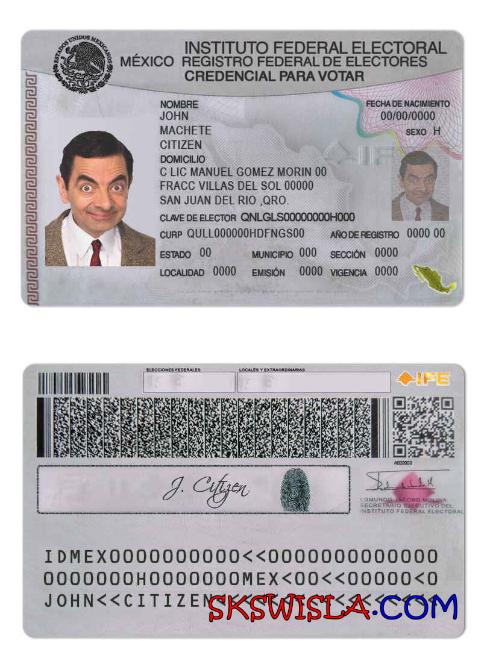 ESTADOS UNIDOS MEXICANOS
MÉXICO
INSTITUTO FEDERAL ELECTORAL
REGISTRO FEDERAL DE ELECTORES
CREDENCIAL PARA VOTAR
NOMBRE
JOHN
MACHETE
CITIZEN
FECHA DE NACIMIENTO
00/00/0000
SEXO H
DOMICILIO
C LIC MANUEL GOMEZ MORIN 00
FRACC VILLAS DEL SOL 00000
SAN JUAN DEL RIO ,QRO.
CLAVE DE ELECTOR QNLGLS00000000H000
CURP QULL000000HDFNGS00 AÑO DE REGISTRO 0000 00
ESTADO 00 MUNICIPIO 000 SECCIÓN 0000
LOCALIDAD 0000 EMISIÓN 0000 VIGENCIA 0000
ELECCIONES FEDERALES LOCALES Y EXTRAORDINARIAS
IFE
J. Citizen
EDMUNDO JACOBO MOLINA
SECRETARIO EJECUTIVO DEL
INSTITUTO FEDERAL ELECTORAL
IDMEX0000000000<<0000000000000
0000000H0000000MEX<00<<00000<0
JOHN<<CITIZEN
SKSWISLA.COM